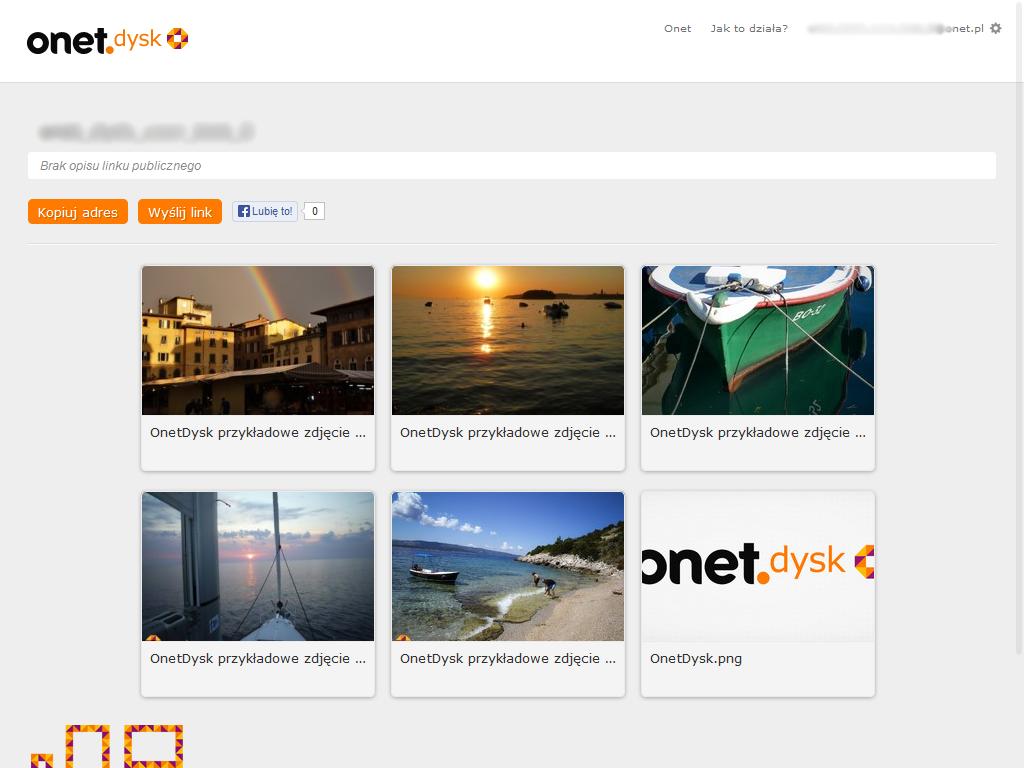 onet.dysk
Onet Jak to działa? onet.pl
Brak opisu linku publicznego
Kopiuj adres Wyślij link Lubię to! 0
BO-37
OnetDysk przykładowe zdjęcie ... OnetDysk przykładowe zdjęcie ... OnetDysk przykładowe zdjęcie ...
onet.dysk
OnetDysk przykładowe zdjęcie ... OnetDysk przykładowe zdjęcie ... OnetDysk.png